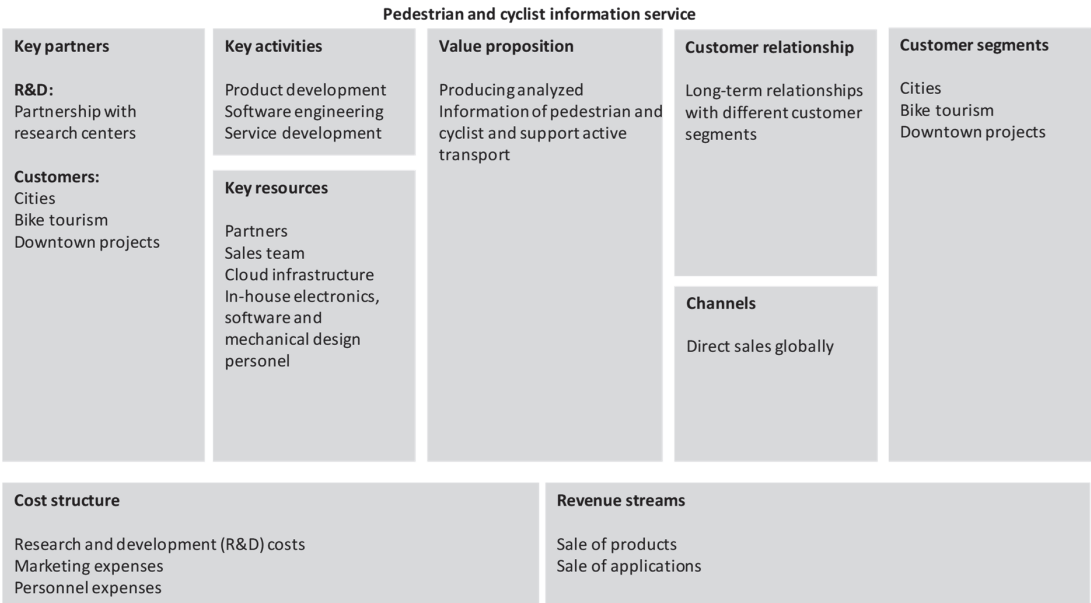 Pedestrian and cyclist information service
Key partners
R&D:
Partnership with
research centers
Customers:
Cities
Bike tourism
Downtown projects
Key activities
Product development
Software engineering
Service development
Key resources
Partners
Sales team
Cloud infrastructure
In-house electronics,
software and
mechanical design
personel
Value proposition
Producing analyzed
Information of pedestrian and
cyclist and support active
transport
Customer relationship
Long-term relationships
with different customer
segments
Channels
Direct sales globally
Customer segments
Cities
Bike tourism
Downtown projects
Cost structure
Research and development (R&D) costs
Marketing expenses
Personnel expenses
Revenue streams
Sale of products
Sale of applications